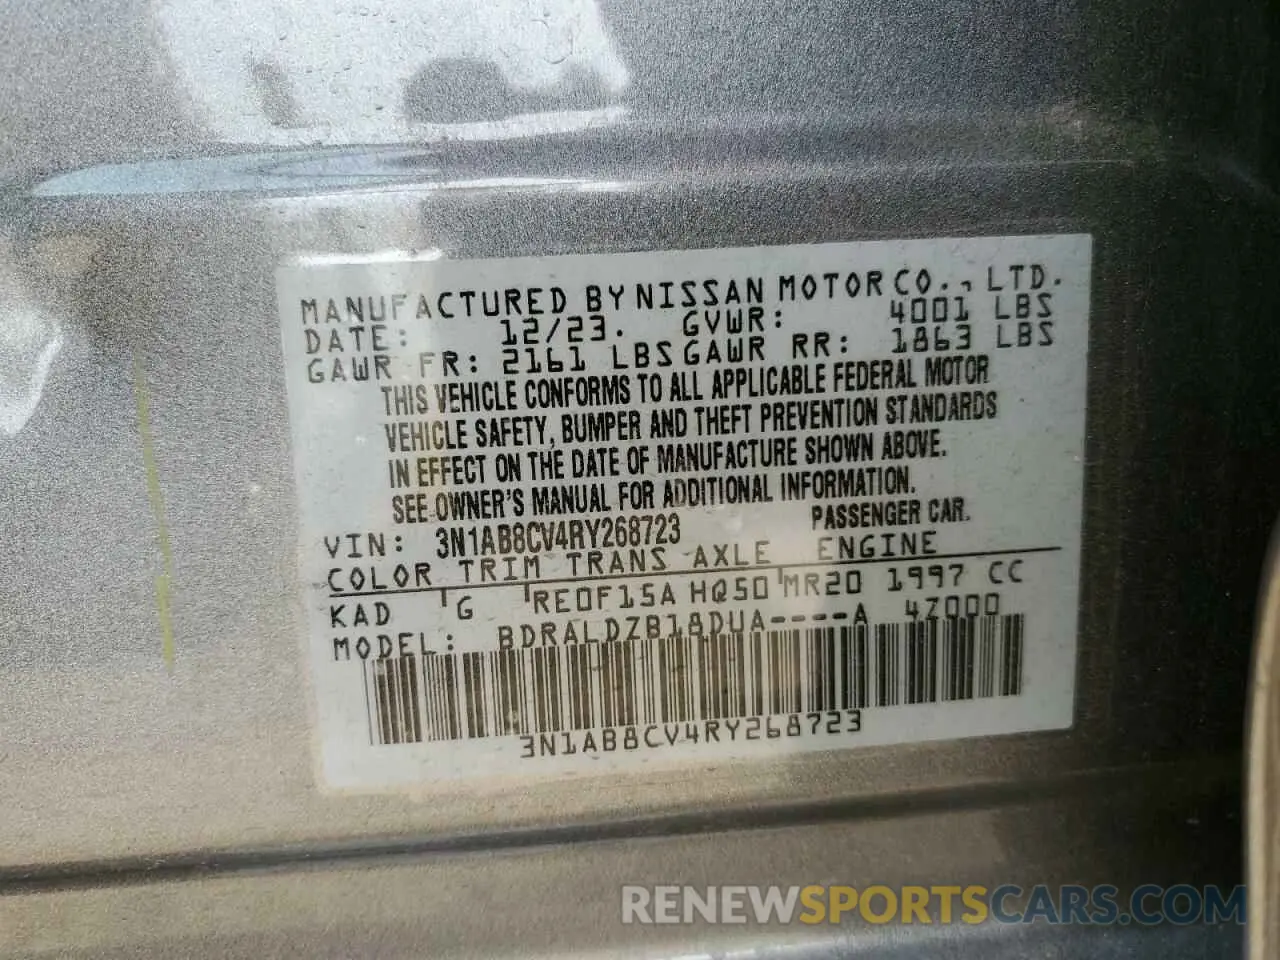 MANUFACTURED BY NISSAN MOTOR CO., LTD.
DATE: 12/23. GVWR: 4001 LBS
GAWR FR: 2161 LBS GAWR RR: 1863 LBS
THIS VEHICLE CONFORMS TO ALL APPLICABLE FEDERAL MOTOR
VEHICLE SAFETY, BUMPER AND THEFT PREVENTION STANDARDS
IN EFFECT ON THE DATE OF MANUFACTURE SHOWN ABOVE.
SEE OWNER'S MANUAL FOR ADDITIONAL INFORMATION.
VIN: 3N1AB8CV4RY268723 PASSENGER CAR.
COLOR TRIM TRANS AXLE ENGINE
KAD G RE0F15A HQ50 MR20 1997 CC
MODEL: BDRALDZB18DUA----A 4Z000
3N1AB8CV4RY268723
RENEWSPORTSCARS.COM